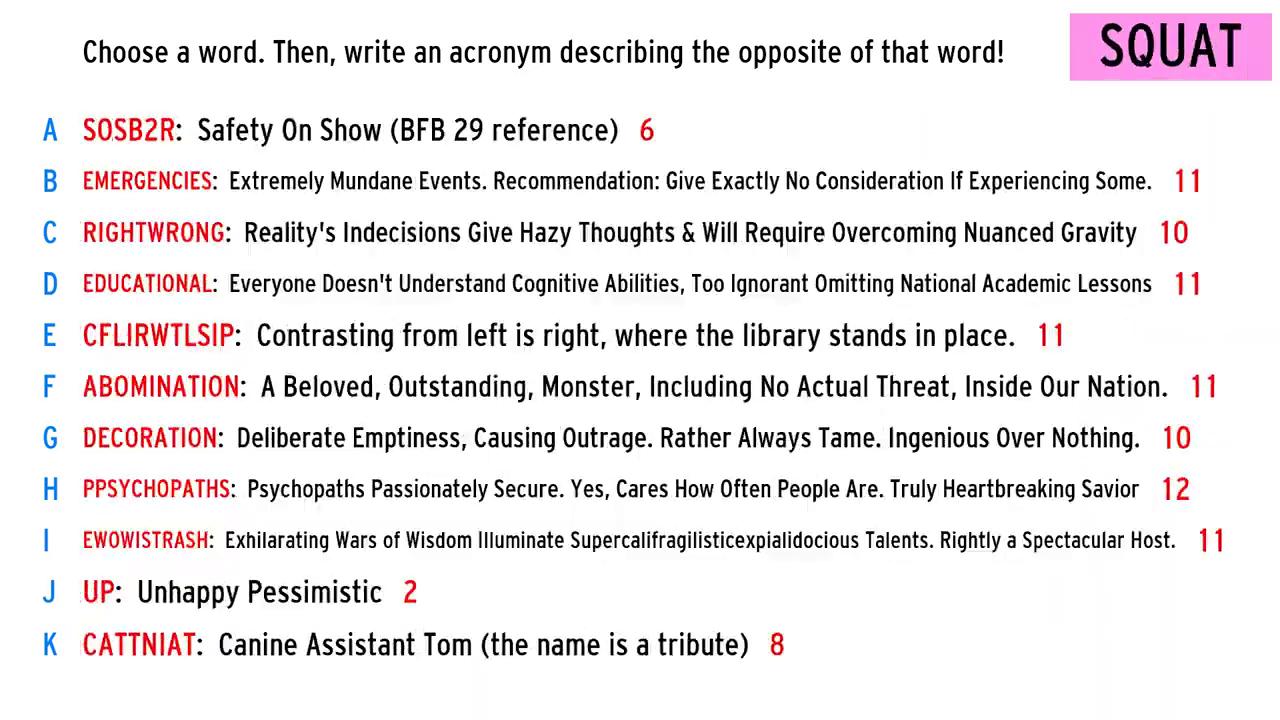 Choose a word. Then, write an acronym describing the opposite of that word!
SQUAT
A SOSB2R: Safety On Show (BFB 29 reference) 6
B EMERGENCIES: Extremely Mundane Events. Recommendation: Give Exactly No Consideration If Experiencing Some. 11
C RIGHTWRONG: Reality's Indecisions Give Hazy Thoughts & Will Require Overcoming Nuanced Gravity 10
D EDUCATIONAL: Everyone Doesn't Understand Cognitive Abilities, Too Ignorant Omitting National Academic Lessons 11
E CFLIRWTLSIP: Contrasting from left is right, where the library stands in place. 11
F ABOMINATION: A Beloved, Outstanding, Monster, Including No Actual Threat, Inside Our Nation. 11
G DECORATION: Deliberate Emptiness, Causing Outrage. Rather Always Tame. Ingenious Over Nothing. 10
H PPSYCHOPATHS: Psychopaths Passionately Secure. Yes, Cares How Often People Are. Truly Heartbreaking Savior 12
I EWOWISTRASH: Exhilarating Wars of Wisdom Illuminate Supercalifragilisticexpialidocious Talents. Rightly a Spectacular Host. 11
J UP: Unhappy Pessimistic 2
K CATTNIAT: Canine Assistant Tom (the name is a tribute) 8